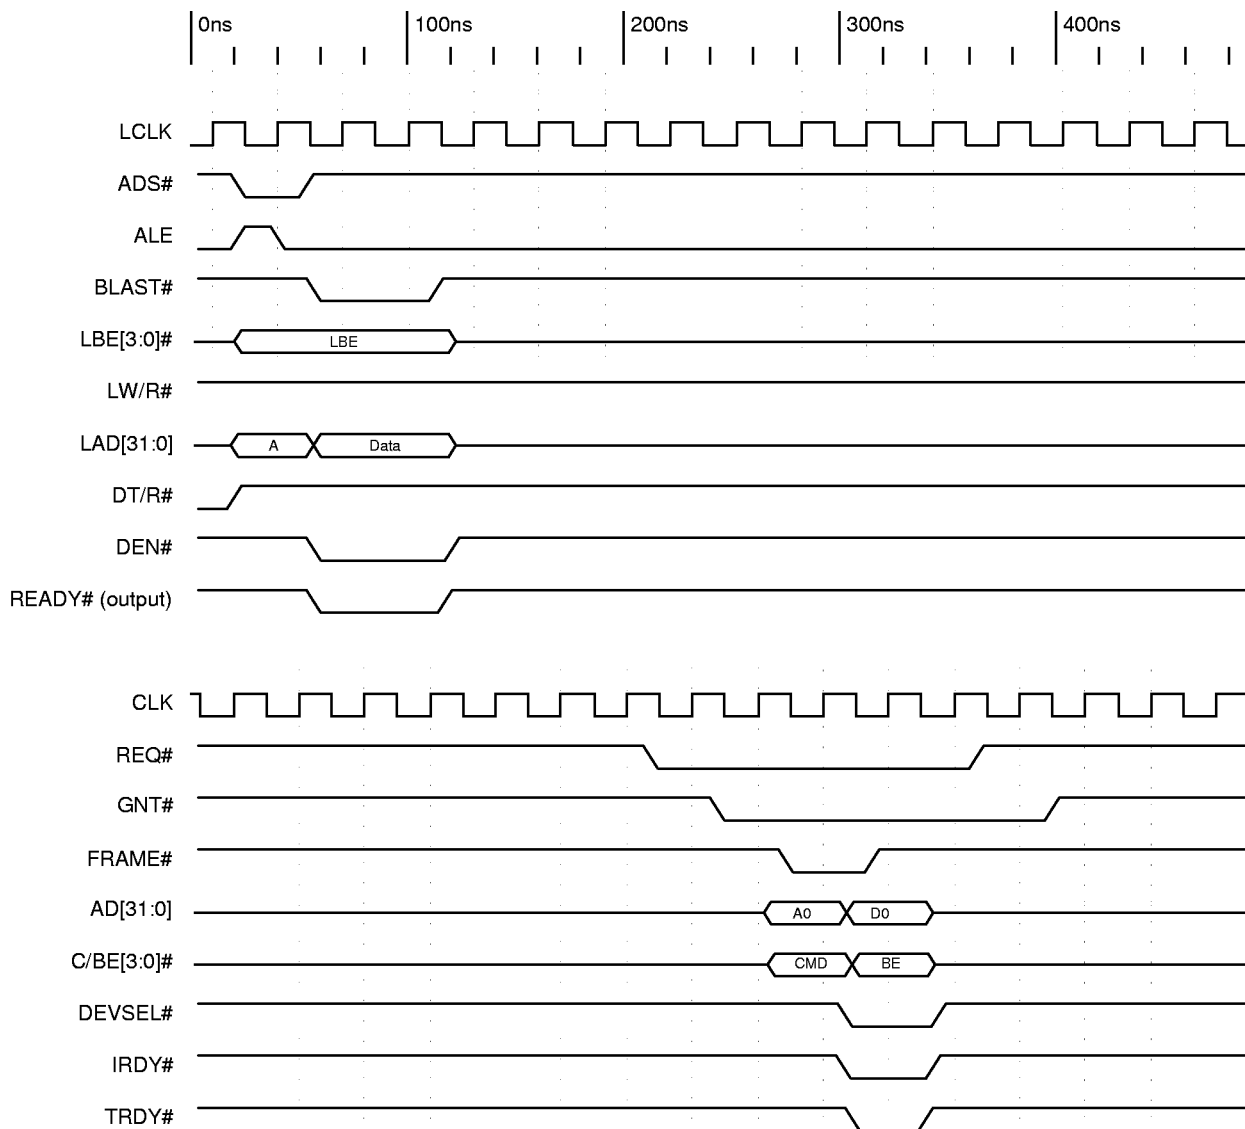 0ns 100ns 200ns 300ns 400ns
LCLK
ADS#
ALE
BLAST#
LBE[3:0]# LBE
LW/R#
LAD[31:0] A Data
DT/R#
DEN#
READY# (output)
CLK
REQ#
GNT#
FRAME#
AD[31:0] A0 D0
C/BE[3:0]# CMD BE
DEVSEL#
IRDY#
TRDY#